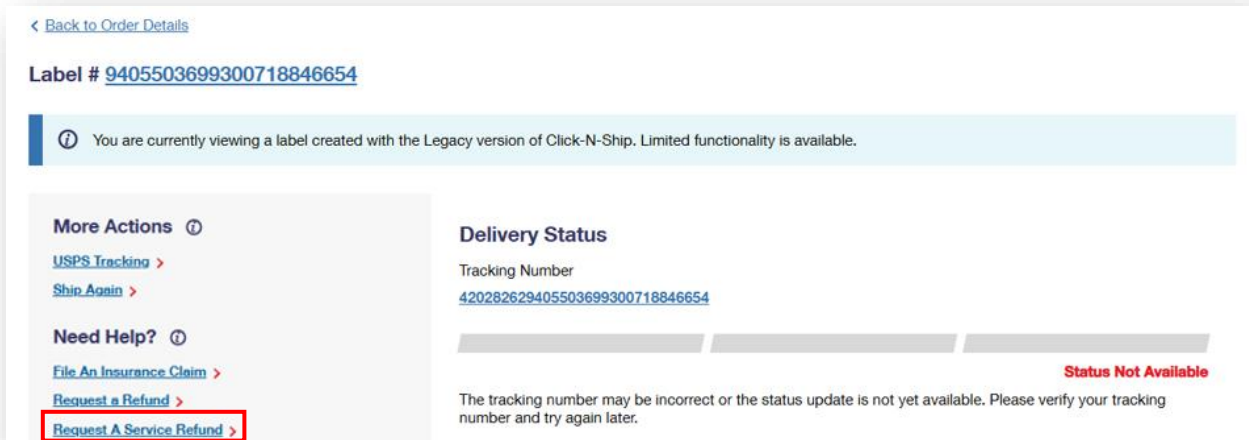 < Back to Order Details
Label # 9405503699300718846654
You are currently viewing a label created with the Legacy version of Click-N-Ship. Limited functionality is available.
More Actions
USPS Tracking >
Ship Again >
Need Help?
File An Insurance Claim >
Request a Refund >
Request A Service Refund >
Delivery Status
Tracking Number
420282629405503699300718846654
Status Not Available
The tracking number may be incorrect or the status update is not yet available. Please verify your tracking
number and try again later.